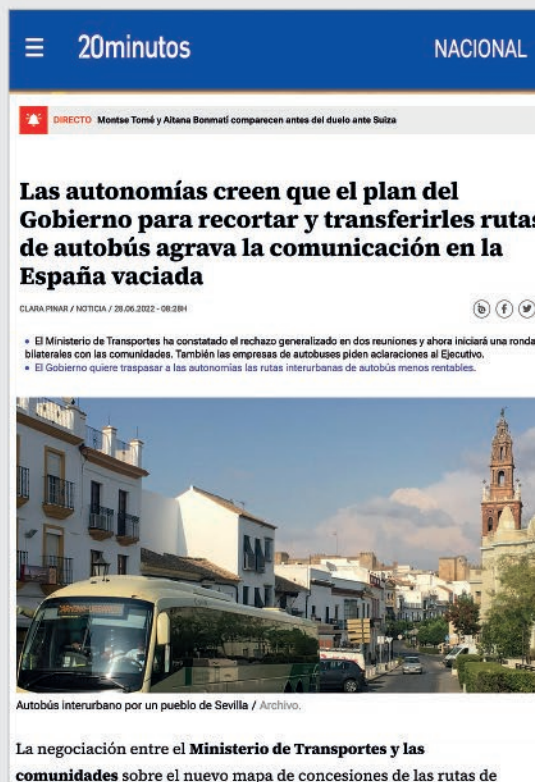 20minutos
NACIONAL
DIRECTO Montse Tomé y Aitana Bonmatí comparecen antes del duelo ante Suiza
Las autonomías creen que el plan del
Gobierno para recortar y transferirles rutas
de autobús agrava la comunicación en la
España vaciada
CLARA PINAR / NOTICIA / 28.06.2022 - 08:28H
• El Ministerio de Transportes ha constatado el rechazo generalizado en dos reuniones y ahora iniciará una ronda
bilaterales con las comunidades. También las empresas de autobuses piden aclaraciones al Ejecutivo.
• El Gobierno quiere traspasar a las autonomías las rutas interurbanas de autobús menos rentables.
Autobús interurbano por un pueblo de Sevilla / Archivo.
La negociación entre el Ministerio de Transportes y las
comunidades sobre el nuevo mapa de concesiones de las rutas de